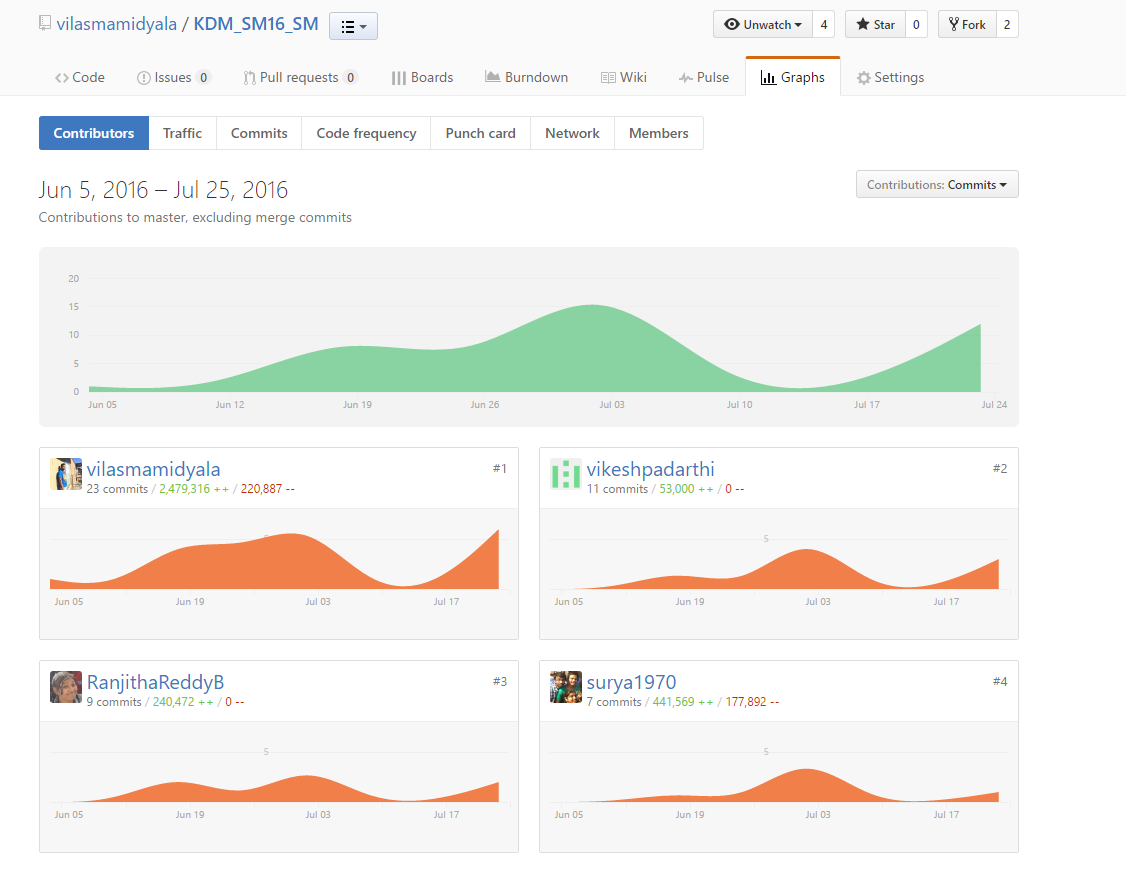 vilasmamidyala / KDM_SM16_SM
Unwatch 4 Star 0 Fork 2
Code Issues 0 Pull requests 0 Boards Burndown Wiki Pulse Graphs Settings
Contributors Traffic Commits Code frequency Punch card Network Members
Jun 5, 2016 – Jul 25, 2016
Contributions: Commits
Contributions to master, excluding merge commits
20
15
10
5
0
Jun 05 Jun 12 Jun 19 Jun 26 Jul 03 Jul 10 Jul 17 Jul 24
vilasmamidyala #1
23 commits / 2,479,316 ++ / 220,887 --
5
Jun 05 Jun 19 Jul 03 Jul 17
vikeshpadarthi #2
11 commits / 53,000 ++ / 0 --
5
Jun 05 Jun 19 Jul 03 Jul 17
RanjithaReddyB #3
9 commits / 240,472 ++ / 0 --
5
Jun 05 Jun 19 Jul 03 Jul 17
surya1970 #4
7 commits / 441,569 ++ / 177,892 --
5
Jun 05 Jun 19 Jul 03 Jul 17